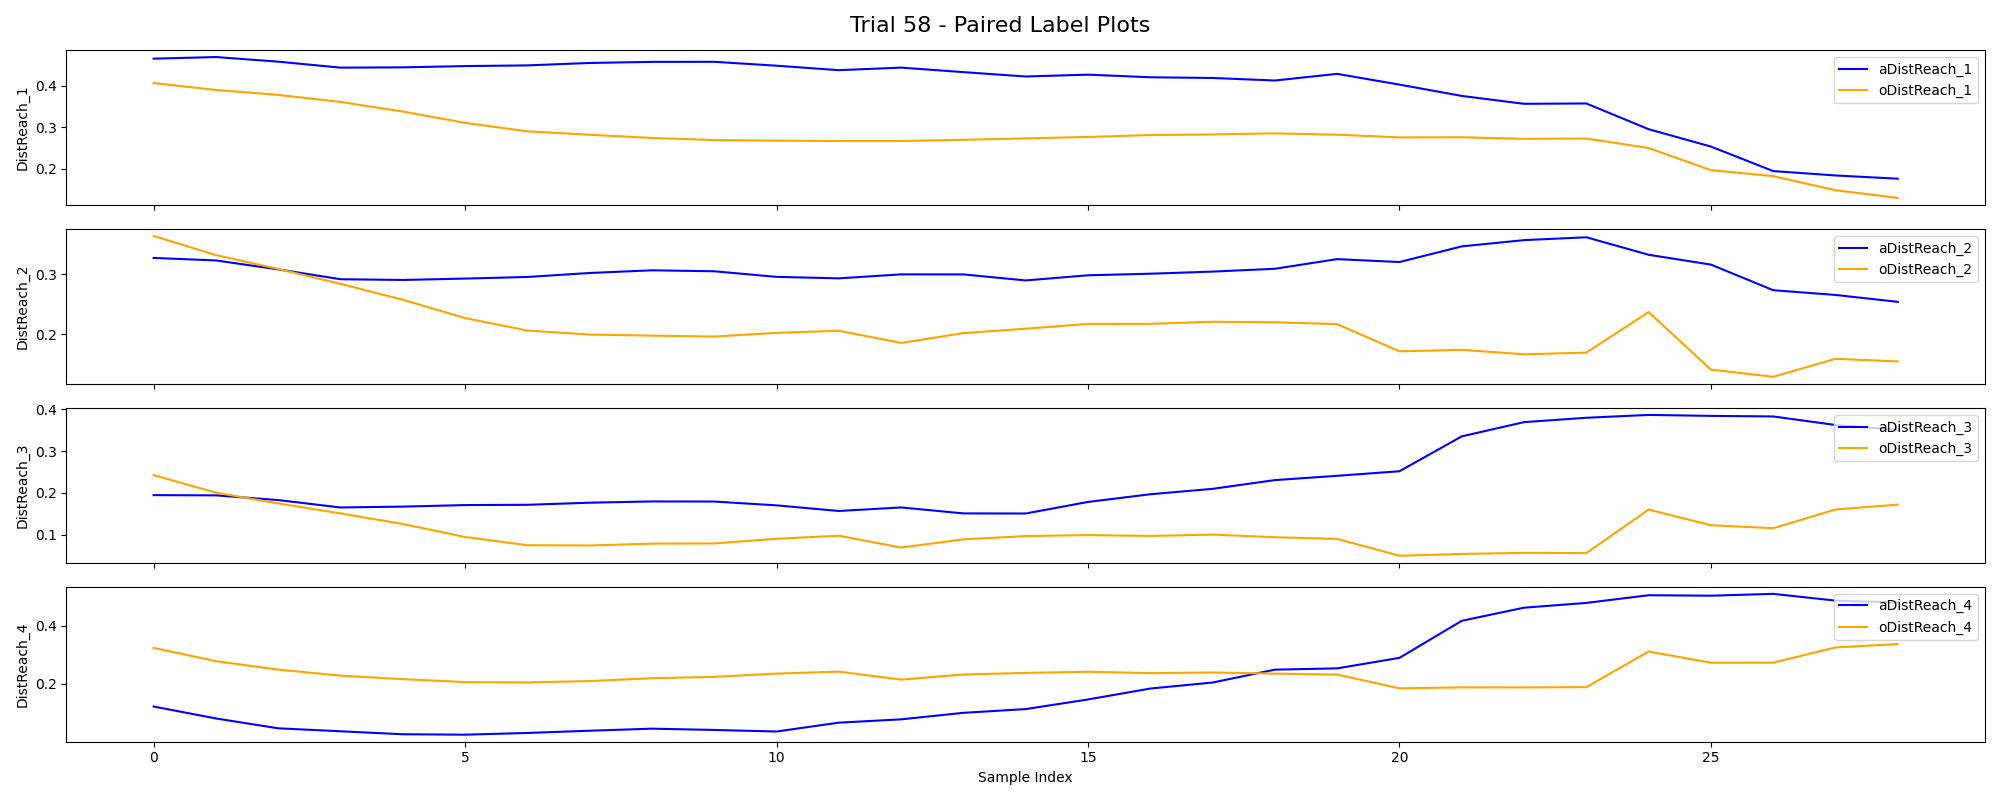 Trial 58 - Paired Label Plots
DistReach_1
0.4
0.3
0.2
aDistReach_1
oDistReach_1
DistReach_2
0.3
0.2
aDistReach_2
oDistReach_2
DistReach_3
0.4
0.3
0.2
0.1
aDistReach_3
oDistReach_3
DistReach_4
0.4
0.2
aDistReach_4
oDistReach_4
0 5 10 15 20 25
Sample Index